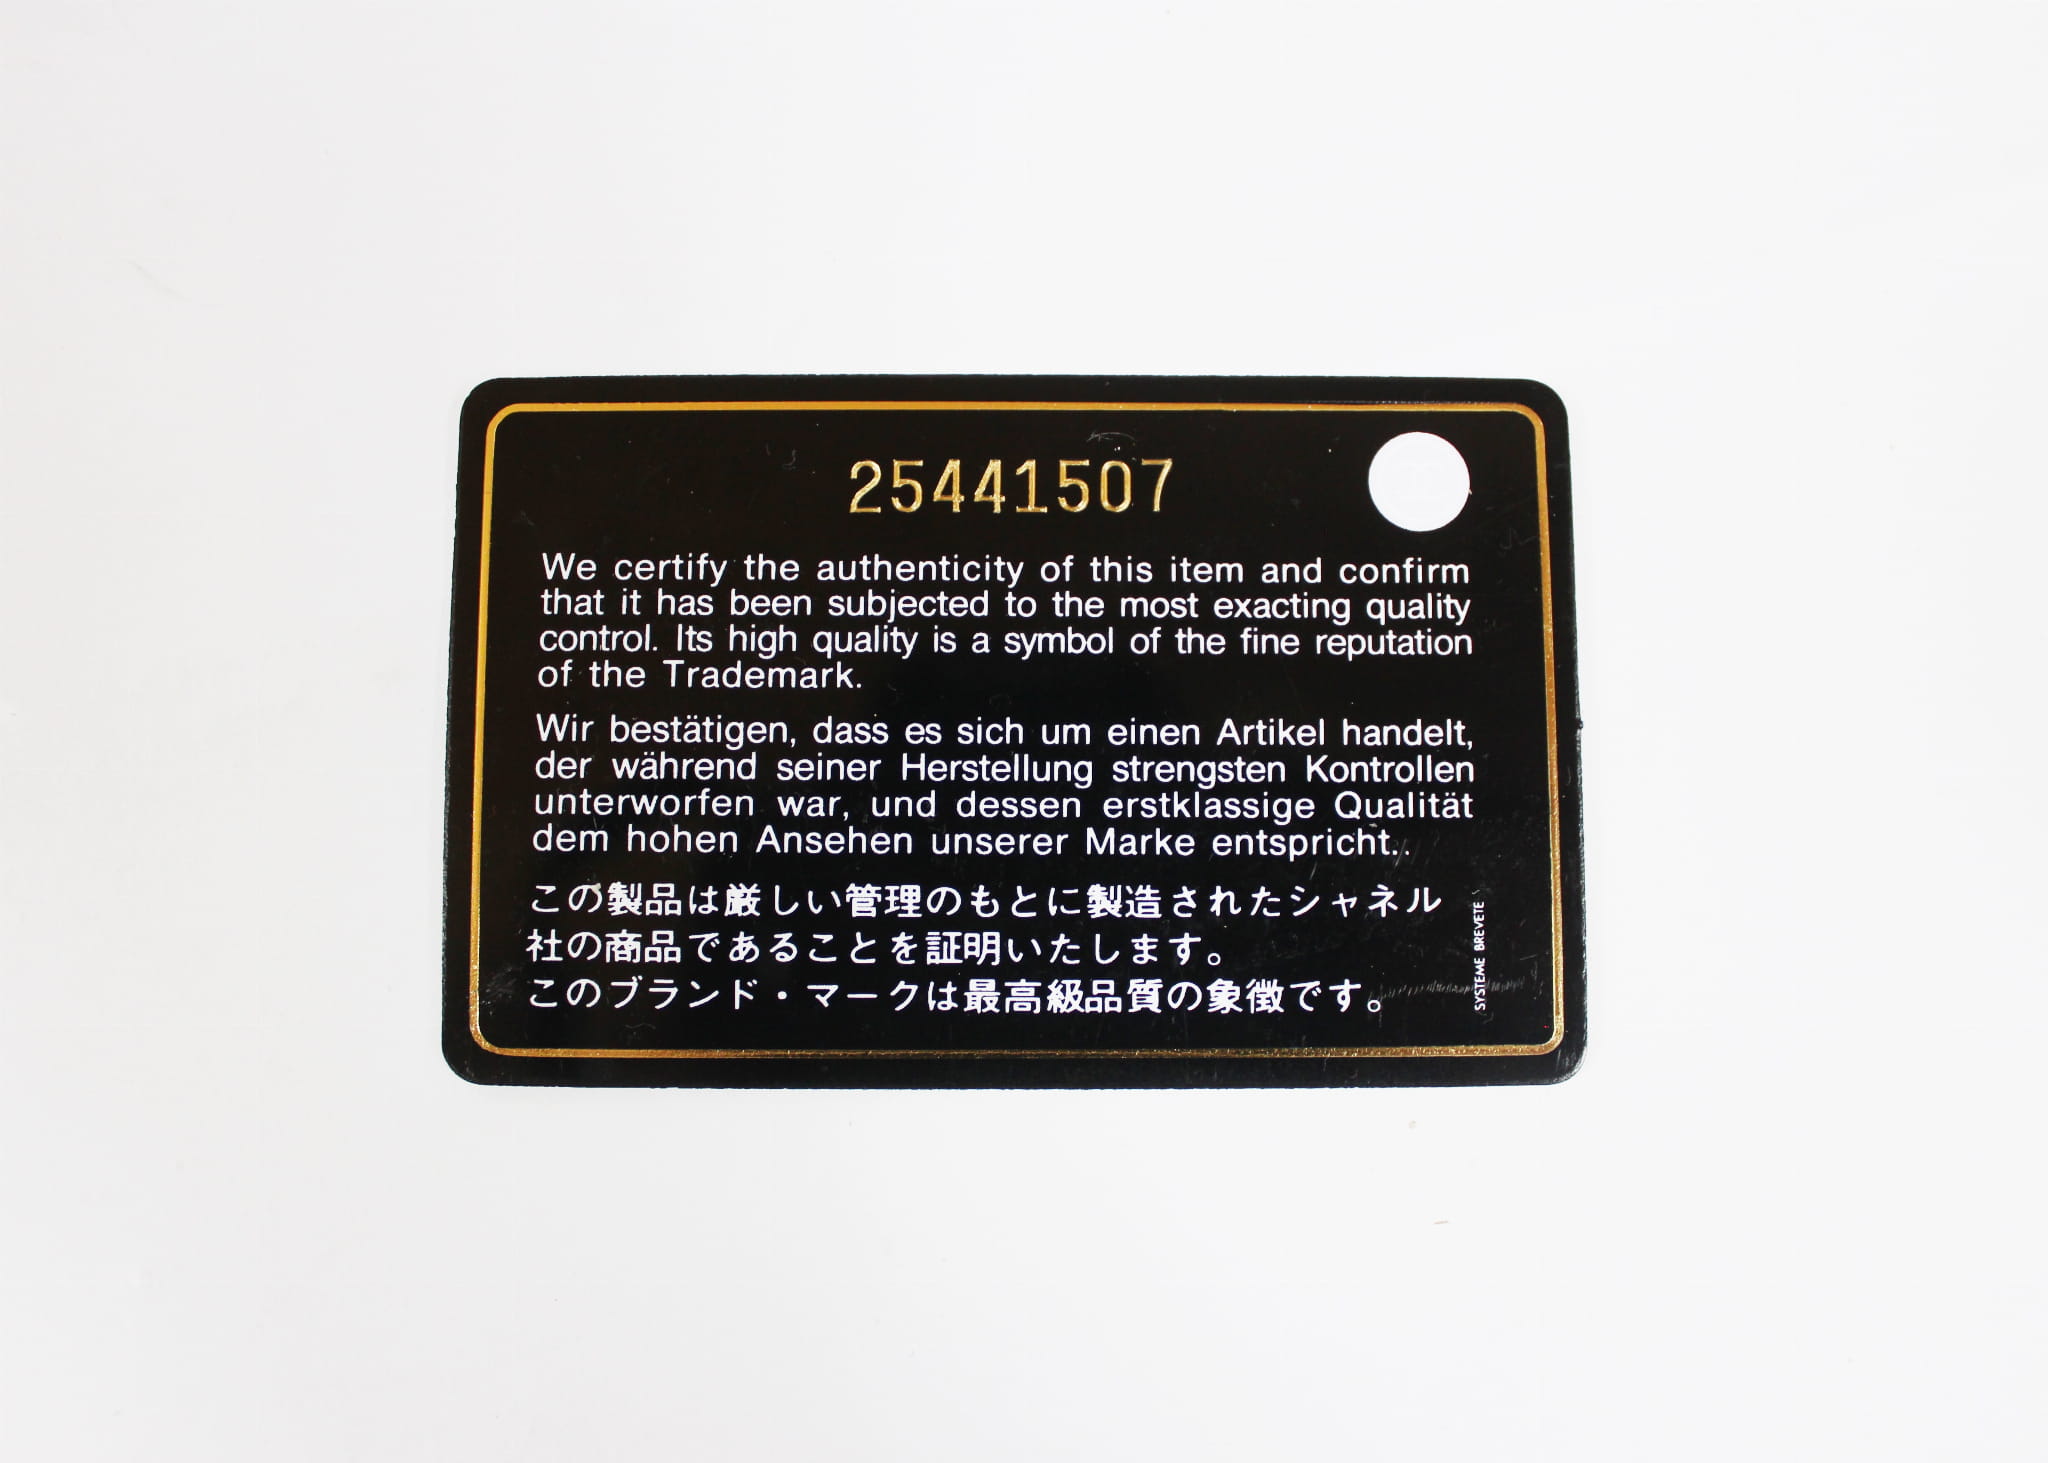 25441507
We certify the authenticity of this item and confirm
that it has been subjected to the most exacting quality
control. Its high quality is a symbol of the fine reputation
of the Trademark.
Wir bestätigen, dass es sich um einen Artikel handelt,
der während seiner Herstellung strengsten Kontrollen
unterworfen war, und dessen erstklassige Qualität
dem hohen Ansehen unserer Marke entspricht..
この製品は厳しい管理のもとに製造されたシャネル
社の商品であることを証明いたします。
このブランド・マークは最高級品質の象徴です。
SYSTEME BREVETE